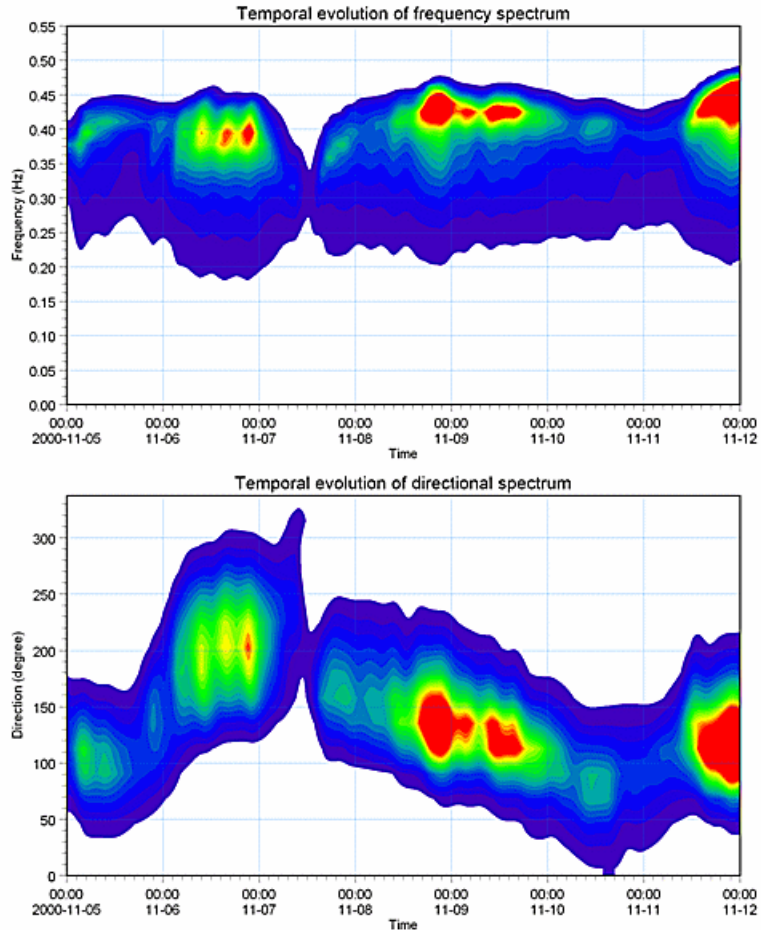 Temporal evolution of frequency spectrum
0.55
0.50
0.45
0.40
0.35
0.30
0.25
0.20
0.15
0.10
0.05
0.00
Frequency (Hz)
00:00 00:00 00:00 00:00 00:00 00:00 00:00 00:00
2000-11-05 11-06 11-07 11-08 11-09 11-10 11-11 11-12
Time
Temporal evolution of directional spectrum
300
250
200
150
100
50
0
Direction (degree)
00:00 00:00 00:00 00:00 00:00 00:00 00:00 00:00
2000-11-05 11-06 11-07 11-08 11-09 11-10 11-11 11-12
Time